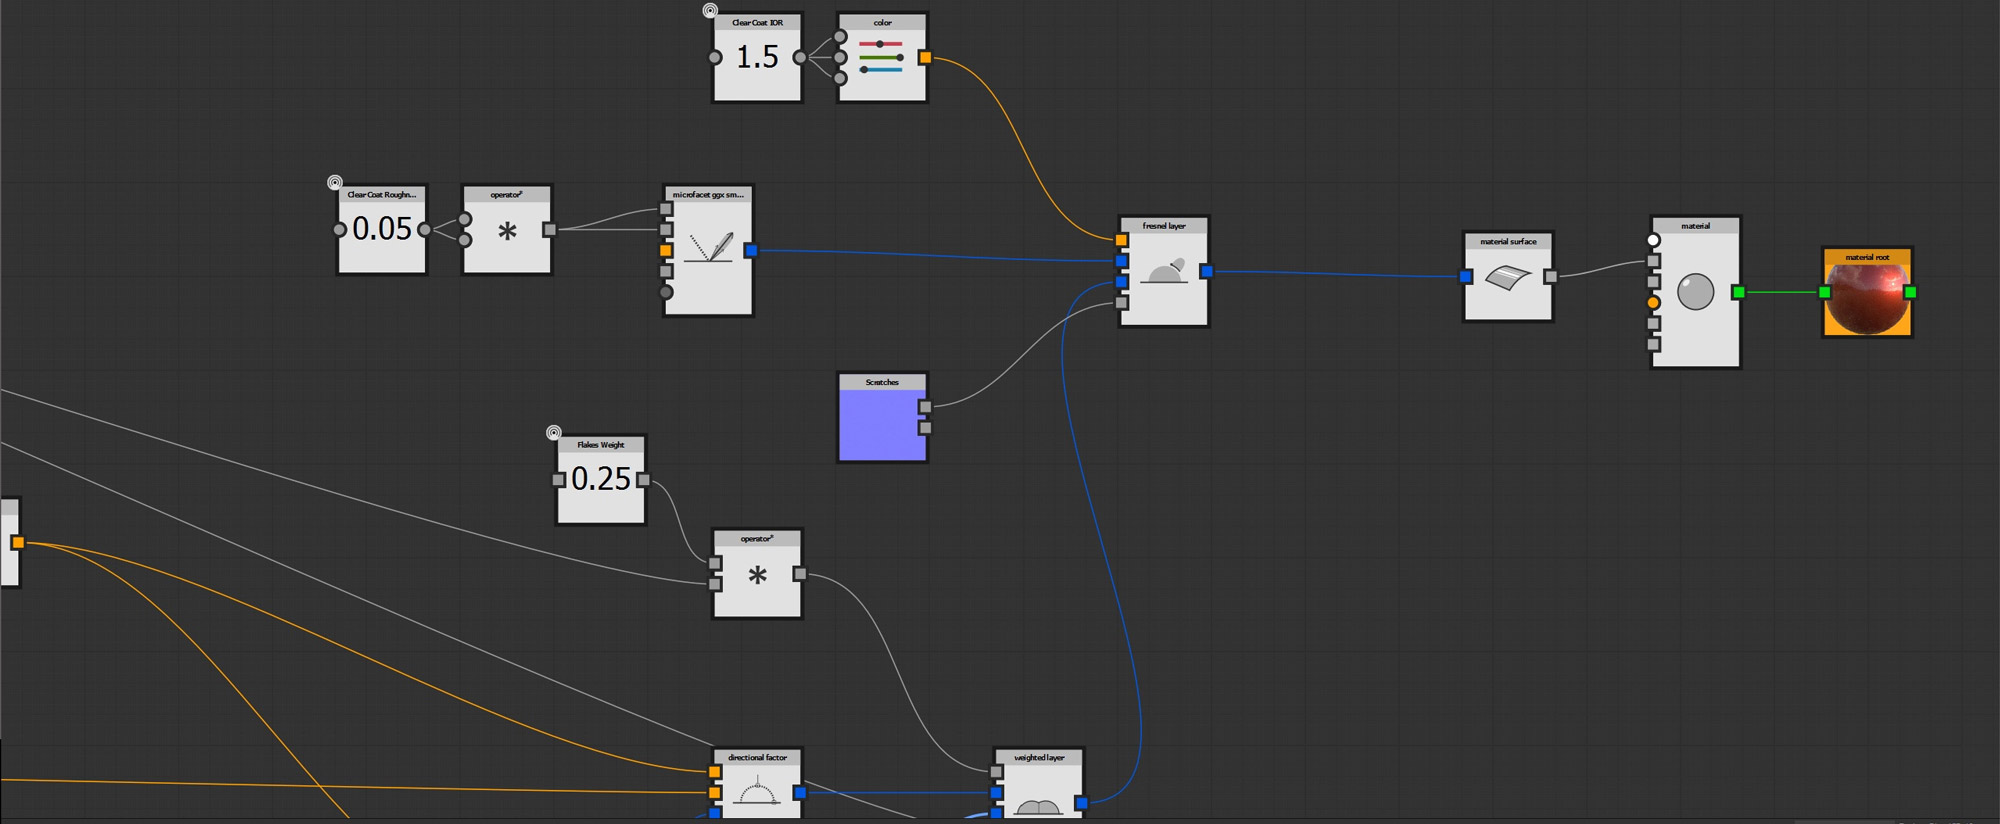 Clear Coat IOR
color
1.5
Clear Coat Roughn...
operator*
microfacet ggx sm...
0.05
*
fresnel layer
material surface
material
material root
Scratches
Flakes Weight
0.25
operator*
*
directional factor
weighted layer